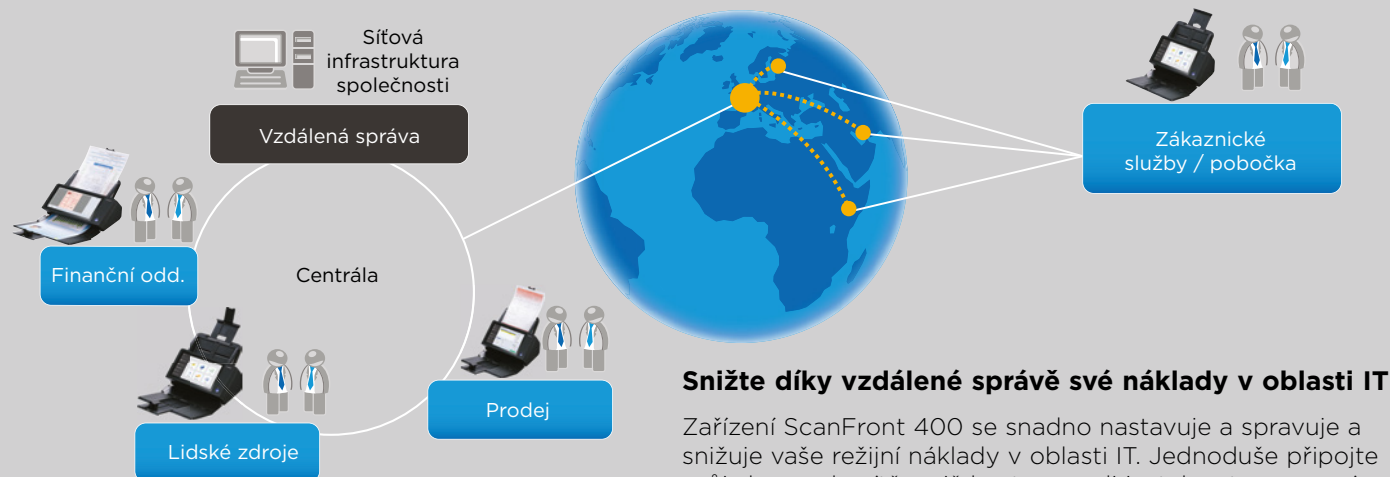 Síťová
infrastruktura
společnosti
Vzdálená správa
Finanční odd.
Centrála
Lidské zdroje
Prodej
Zákaznické
služby / pobočka
Snižte díky vzdálené správě své náklady v oblasti IT
Zařízení ScanFront 400 se snadno nastavuje a spravuje a
snižuje vaše režijní náklady v oblasti IT. Jednoduše připojte